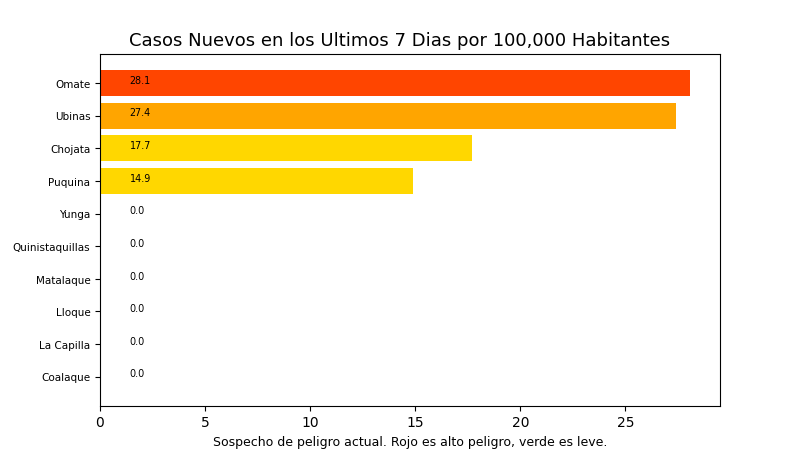 Casos Nuevos en los Ultimos 7 Dias por 100,000 Habitantes
Omate 28.1
Ubinas 27.4
Chojata 17.7
Puquina 14.9
Yunga 0.0
Quinistaquillas 0.0
Matalaque 0.0
Lloque 0.0
La Capilla 0.0
Coalaque 0.0
0 5 10 15 20 25
Sospecho de peligro actual. Rojo es alto peligro, verde es leve.